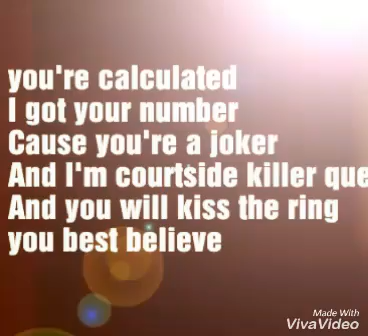 you're calculated
I got your number
Cause you're a joker
And I'm courtside killer que
And you will kiss the ring
you best believe
Made With
VivaVideo